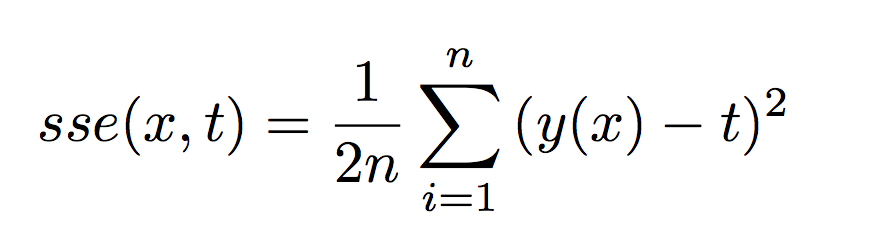 sse(x, t) = \frac{1}{2n} \sum_{i=1}^{n} (y(x) - t)^2